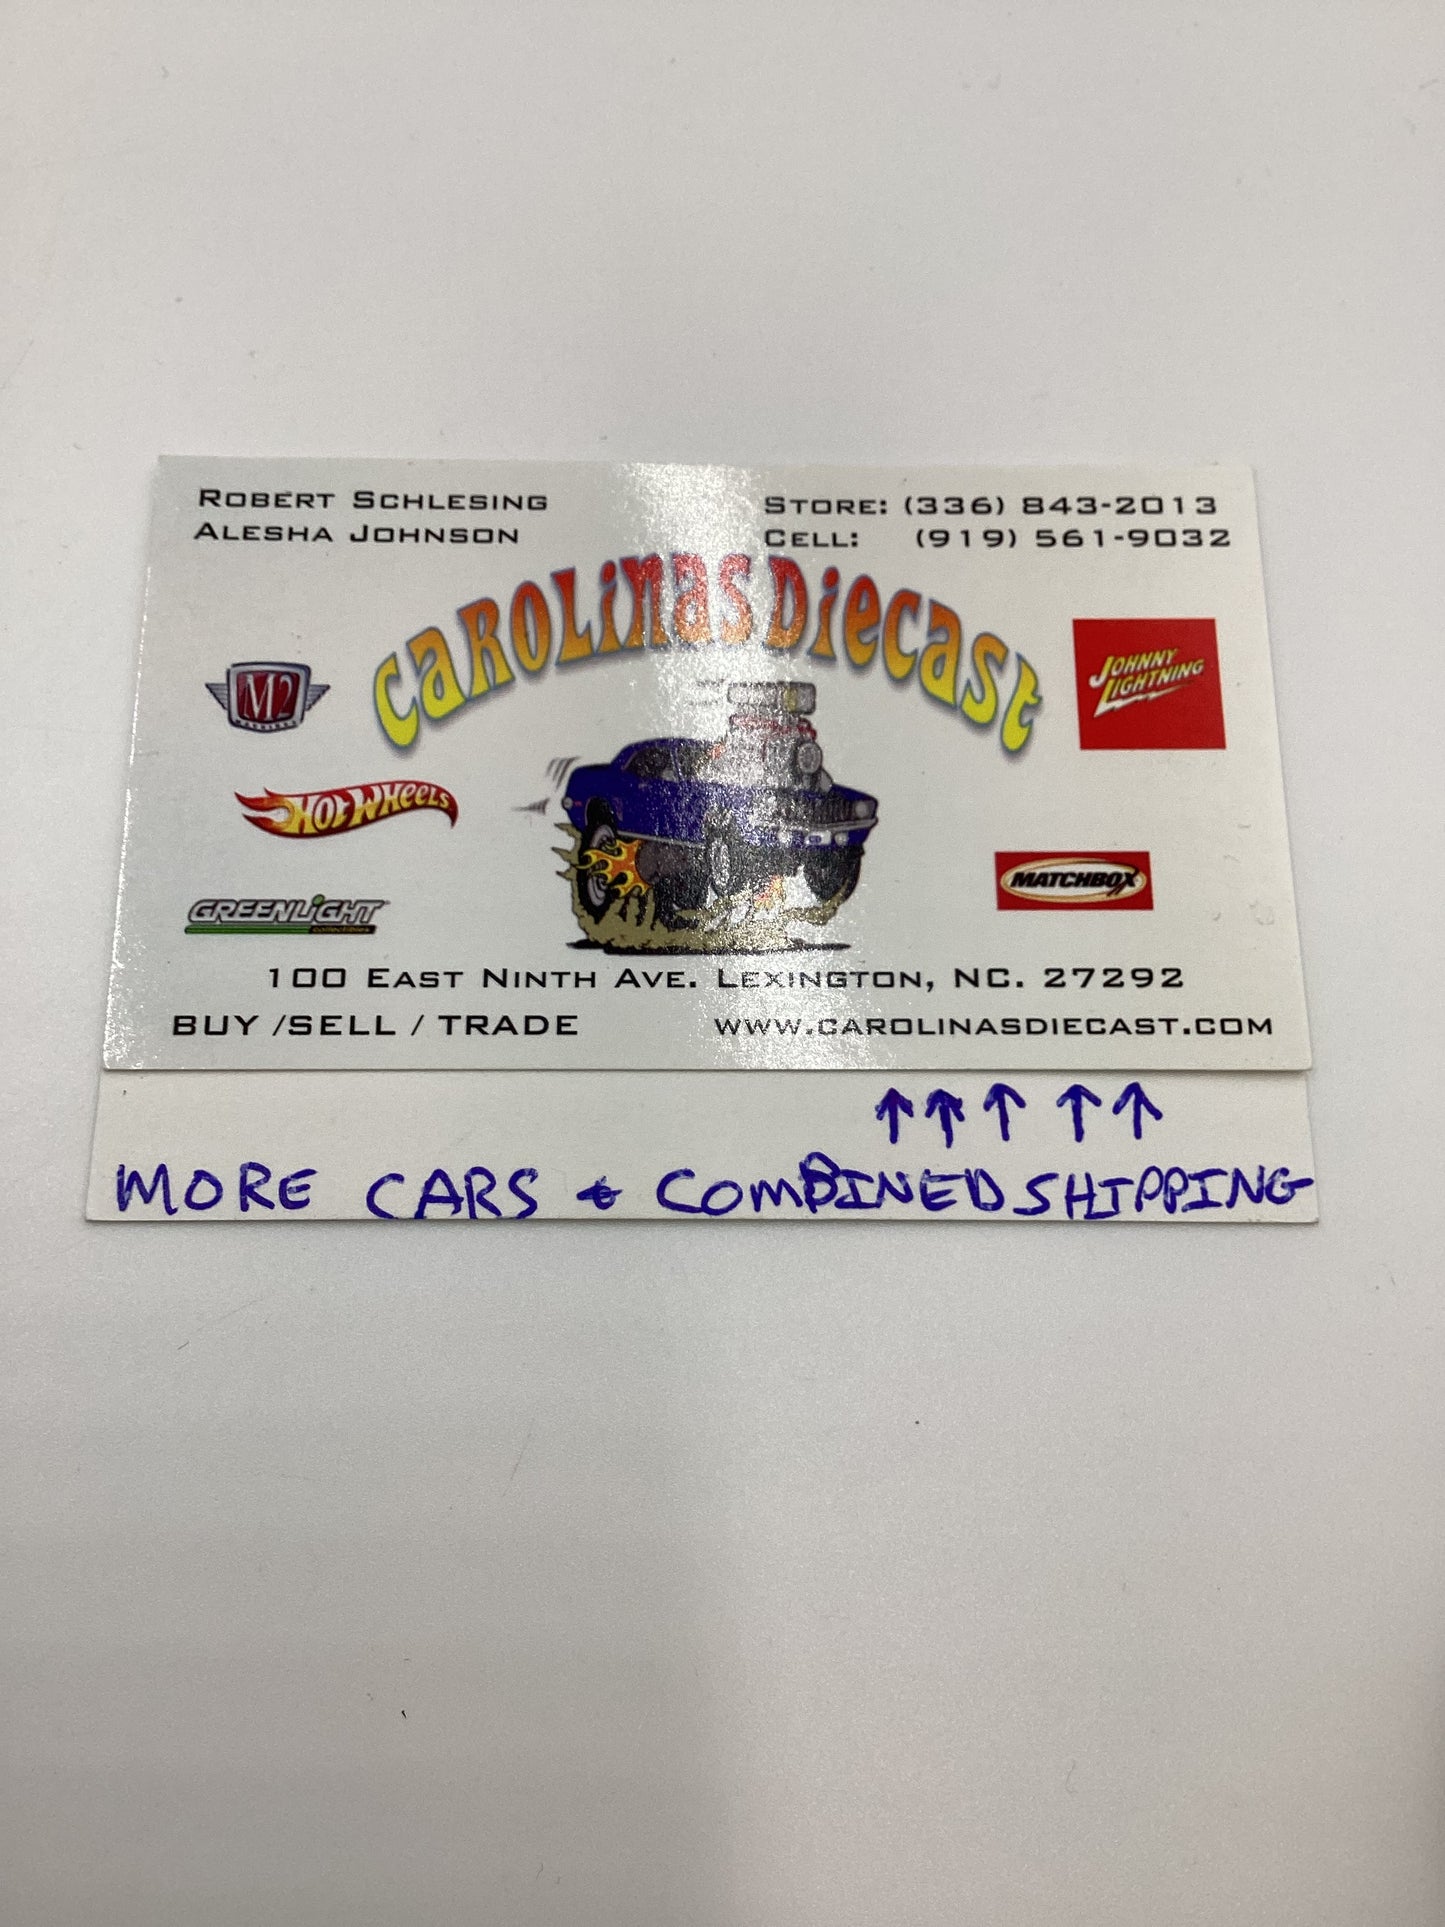 ROBERT SCHLESING
ALESHA JOHNSON
STORE: (336) 843-2013
CELL: (919) 561-9032
CAROLINAS DIECAST
M2
MACHINES
JOHNNY
LIGHTNING
HOT WHEELS
MATCHBOX
GREENLIGHT
collectibles
100 EAST NINTH AVE. LEXINGTON, NC. 27292
BUY /SELL / TRADE
WWW.CAROLINASDIECAST.COM
↑ ↑ ↑ ↑ ↑
MORE CARS & COMBINED SHIPPING